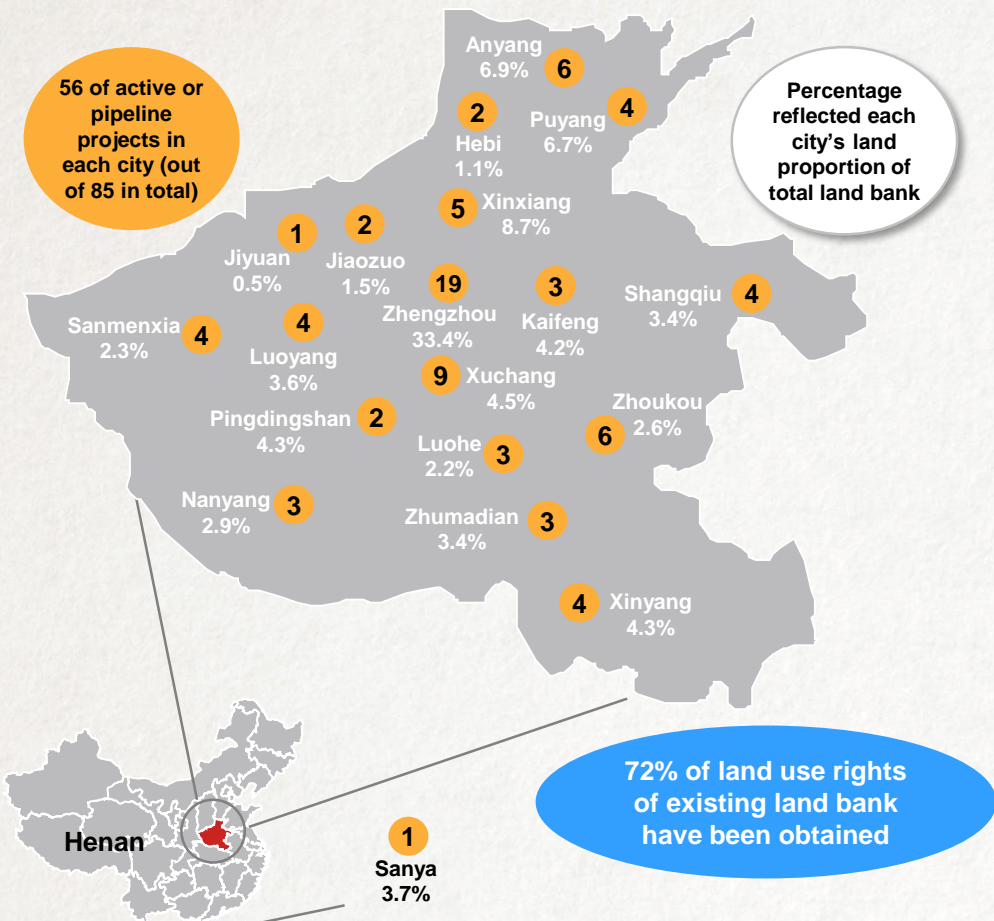 56 of active or
pipeline
projects in
each city (out
of 85 in total)
Percentage
reflected each
city's land
proportion of
total land bank
Anyang
6.9%
6
2
Hebi
1.1%
4
Puyang
6.7%
5
Xinxiang
8.7%
1
Jiyuan
0.5%
2
Jiaozuo
1.5%
19
Zhengzhou
33.4%
3
Kaifeng
4.2%
Shangqiu
3.4%
4
Sanmenxia
2.3%
4
4
Luoyang
3.6%
9
Xuchang
4.5%
Pingdingshan
4.3%
2
Zhoukou
2.6%
6
Luohe
2.2%
3
Nanyang
2.9%
3
Zhumadian
3.4%
3
4
Xinyang
4.3%
72% of land use rights
of existing land bank
have been obtained
Henan
1
Sanya
3.7%